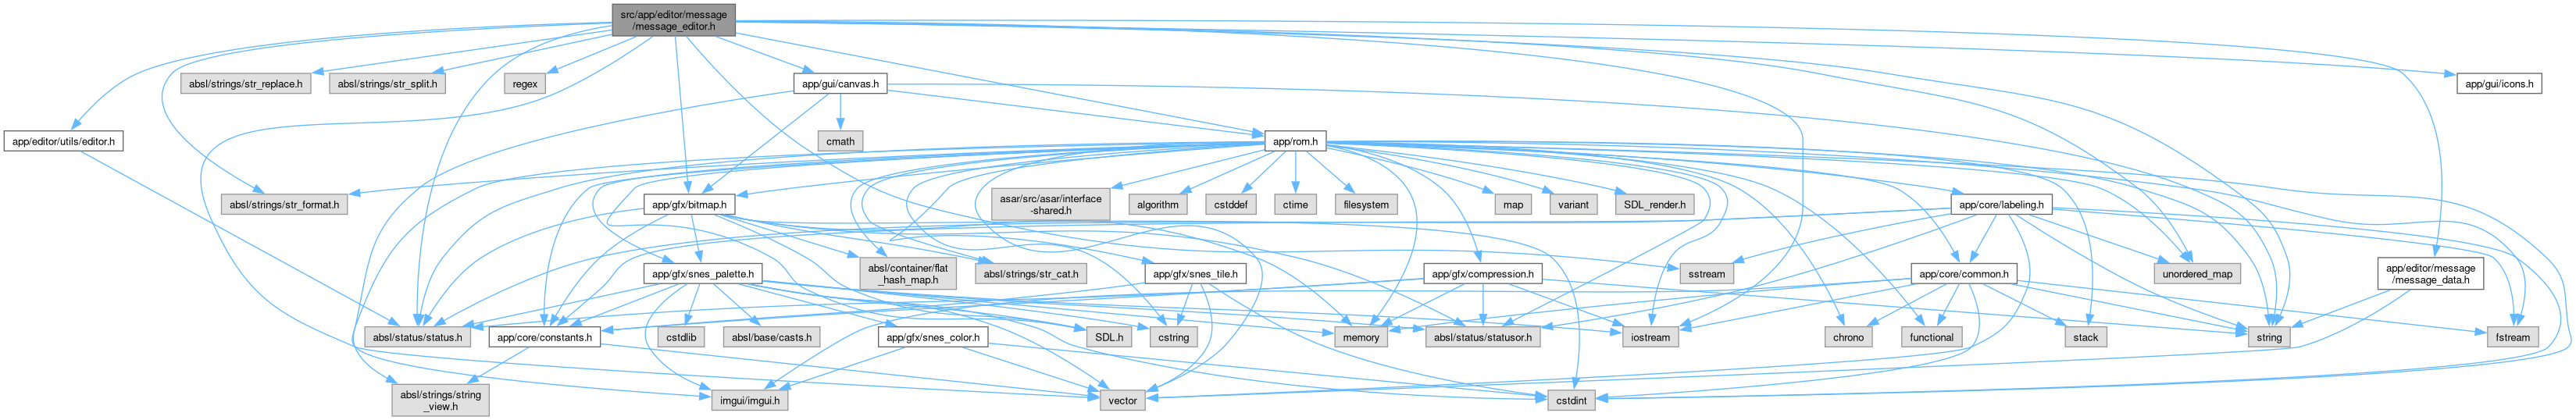 src/app/editor/message
/message_editor.h
absl/strings/str_replace.h
absl/strings/str_split.h
regex
app/gui/canvas.h
app/gui/icons.h
app/editor/utils/editor.h
cmath
app/rom.h
absl/strings/str_format.h
app/gfx/bitmap.h
asar/src/asar/interface
-shared.h
algorithm
cstddef
ctime
filesystem
map
variant
SDL_render.h
app/core/labeling.h
app/gfx/snes_palette.h
absl/container/flat
_hash_map.h
absl/strings/str_cat.h
app/gfx/snes_tile.h
app/gfx/compression.h
sstream
app/core/common.h
unordered_map
app/editor/message
/message_data.h
absl/status/status.h
app/core/constants.h
cstdlib
absl/base/casts.h
app/gfx/snes_color.h
SDL.h
cstring
memory
absl/status/statusor.h
iostream
chrono
functional
stack
string
fstream
absl/strings/string
_view.h
imgui/imgui.h
vector
cstdint